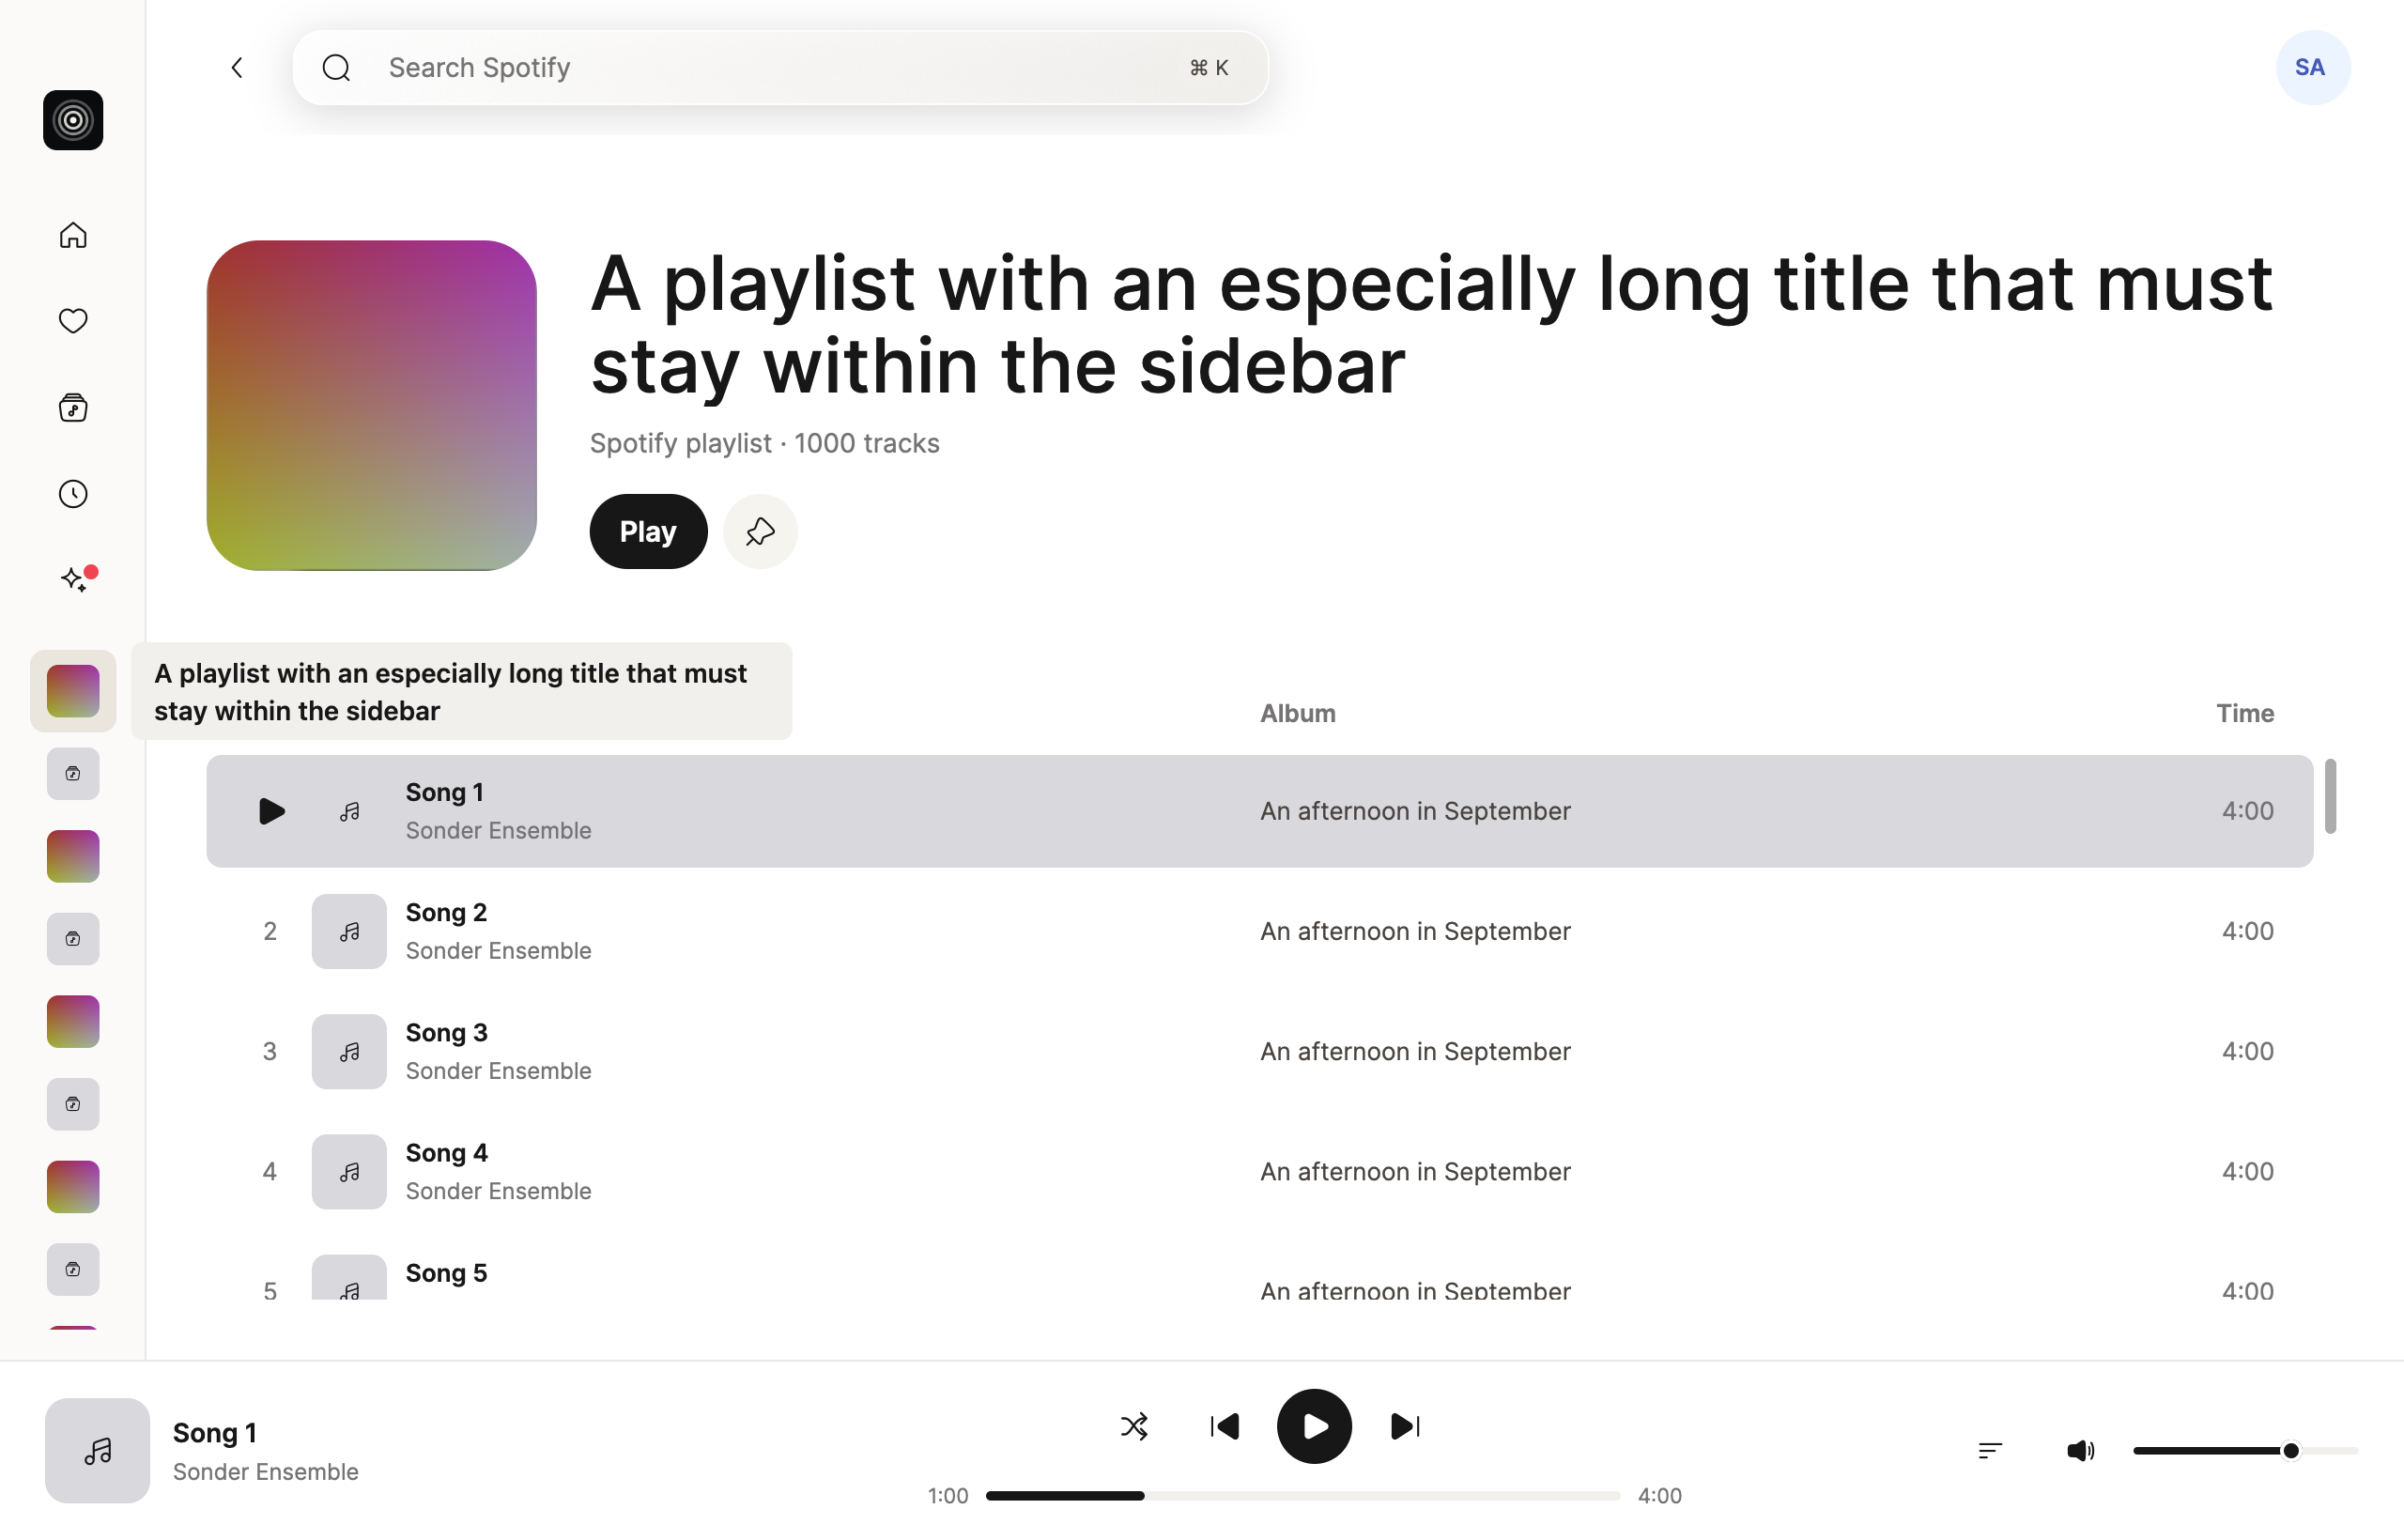 Search Spotify
⌘ K
SA
A playlist with an especially long title that must
stay within the sidebar
Spotify playlist · 1000 tracks
Play
A playlist with an especially long title that must
stay within the sidebar
Album
Time
Song 1
Sonder Ensemble
An afternoon in September
4:00
2
Song 2
Sonder Ensemble
An afternoon in September
4:00
3
Song 3
Sonder Ensemble
An afternoon in September
4:00
4
Song 4
Sonder Ensemble
An afternoon in September
4:00
5
Song 5
An afternoon in September
4:00
Song 1
Sonder Ensemble
1:00
4:00